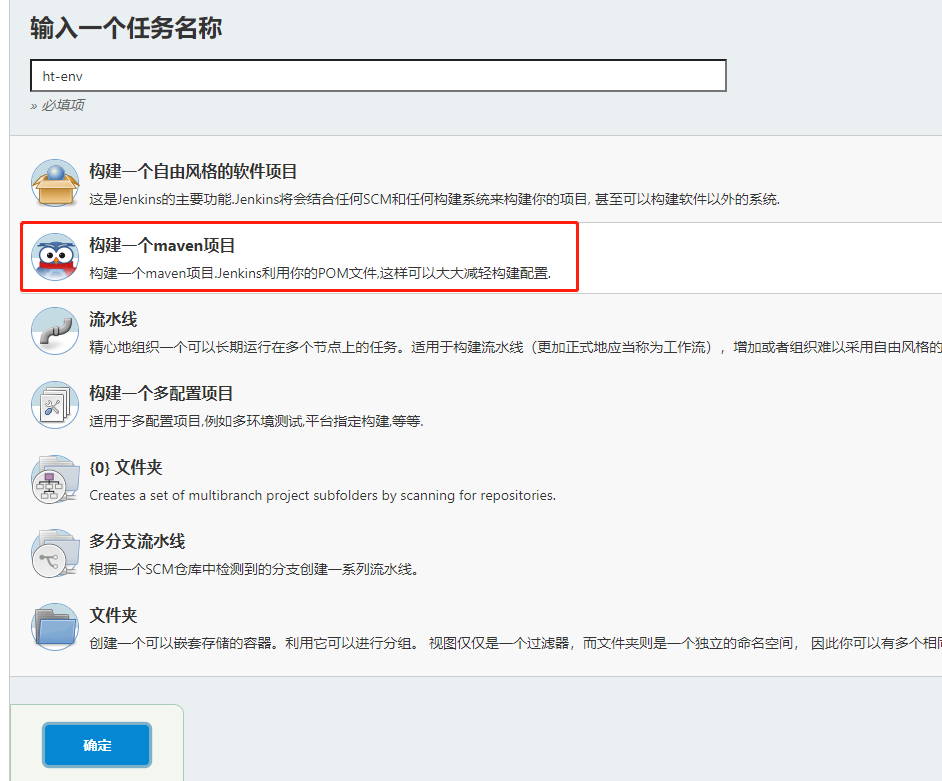 输入一个任务名称
ht-env
» 必填项
构建一个自由风格的软件项目
这是Jenkins的主要功能.Jenkins将会结合任何SCM和任何构建系统来构建你的项目, 甚至可以构建软件以外的系统.
构建一个maven项目
构建一个maven项目.Jenkins利用你的POM文件,这样可以大大减轻构建配置.
流水线
精心地组织一个可以长期运行在多个节点上的任务。适用于构建流水线（更加正式地应当称为工作流），增加或者组织难以采用自由风格的
构建一个多配置项目
适用于多配置项目,例如多环境测试,平台指定构建,等等.
{0} 文件夹
Creates a set of multibranch project subfolders by scanning for repositories.
多分支流水线
根据一个SCM仓库中检测到的分支创建一系列流水线。
文件夹
创建一个可以嵌套存储的容器。利用它可以进行分组。 视图仅仅是一个过滤器，而文件夹则是一个独立的命名空间， 因此你可以有多个相同
确定